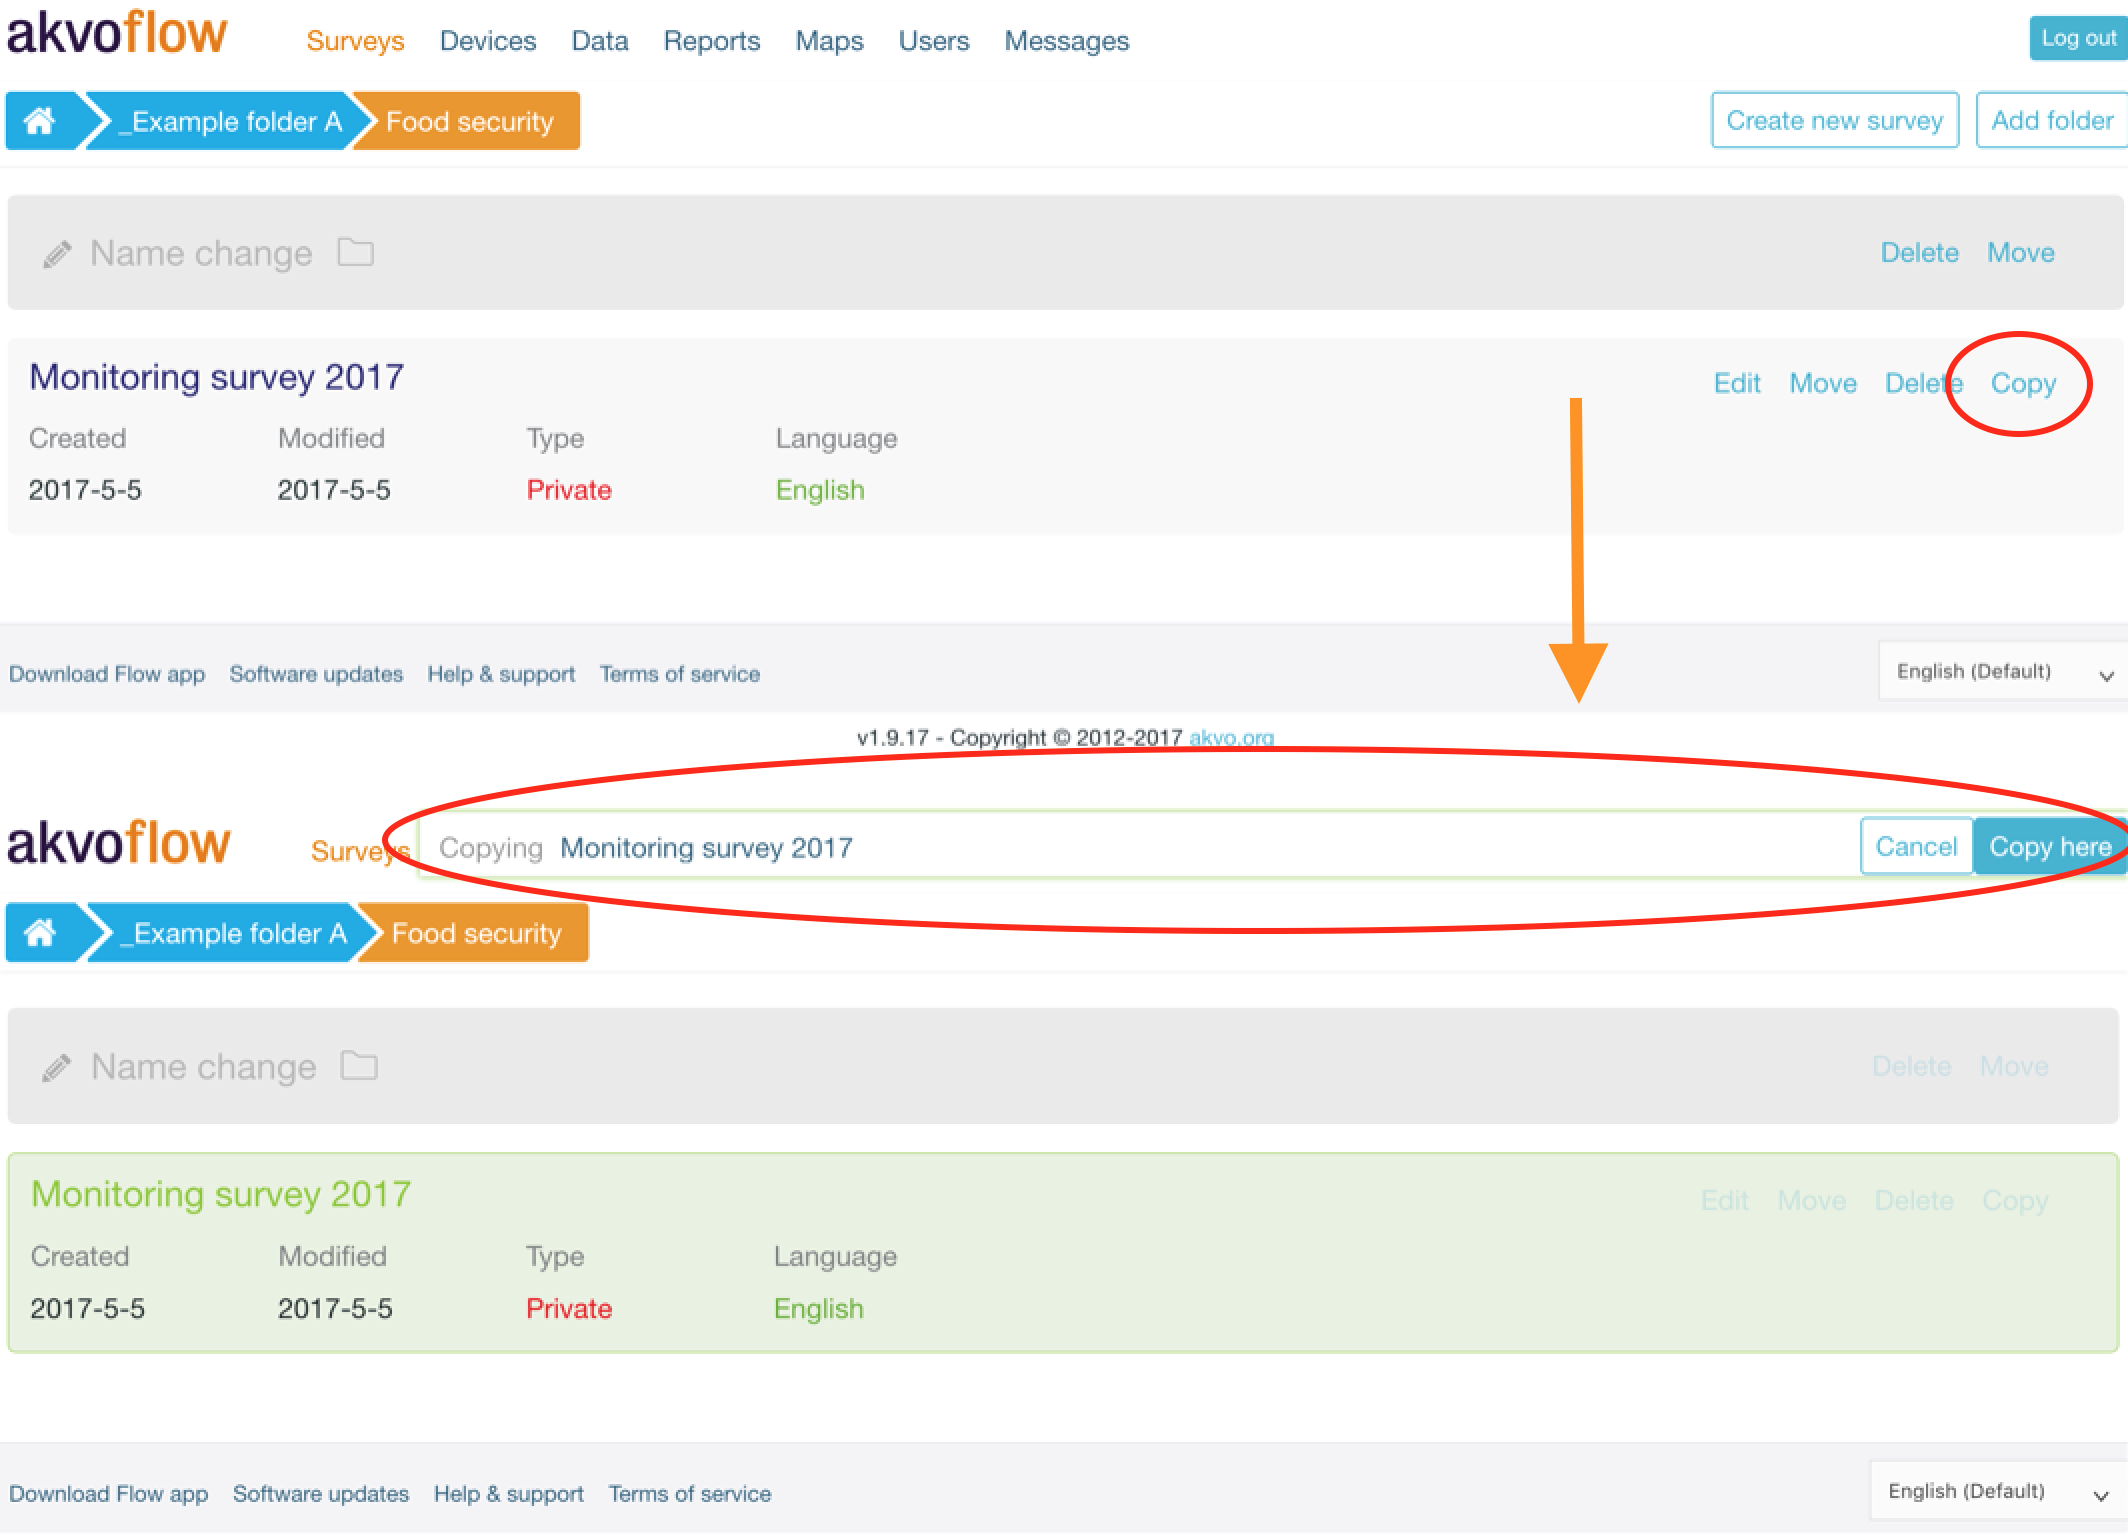 akvoflow Surveys Devices Data Reports Maps Users Messages Log out
_Example folder A Food security Create new survey Add folder
Name change Delete Move
Monitoring survey 2017 Edit Move Delete Copy
Created Modified Type Language
2017-5-5 2017-5-5 Private English
Download Flow app Software updates Help & support Terms of service English (Default)
v1.9.17 - Copyright © 2012-2017 akvo.org
akvoflow Surveys Copying Monitoring survey 2017 Cancel Copy here
_Example folder A Food security
Name change Delete Move
Monitoring survey 2017 Edit Move Delete Copy
Created Modified Type Language
2017-5-5 2017-5-5 Private English
Download Flow app Software updates Help & support Terms of service English (Default)